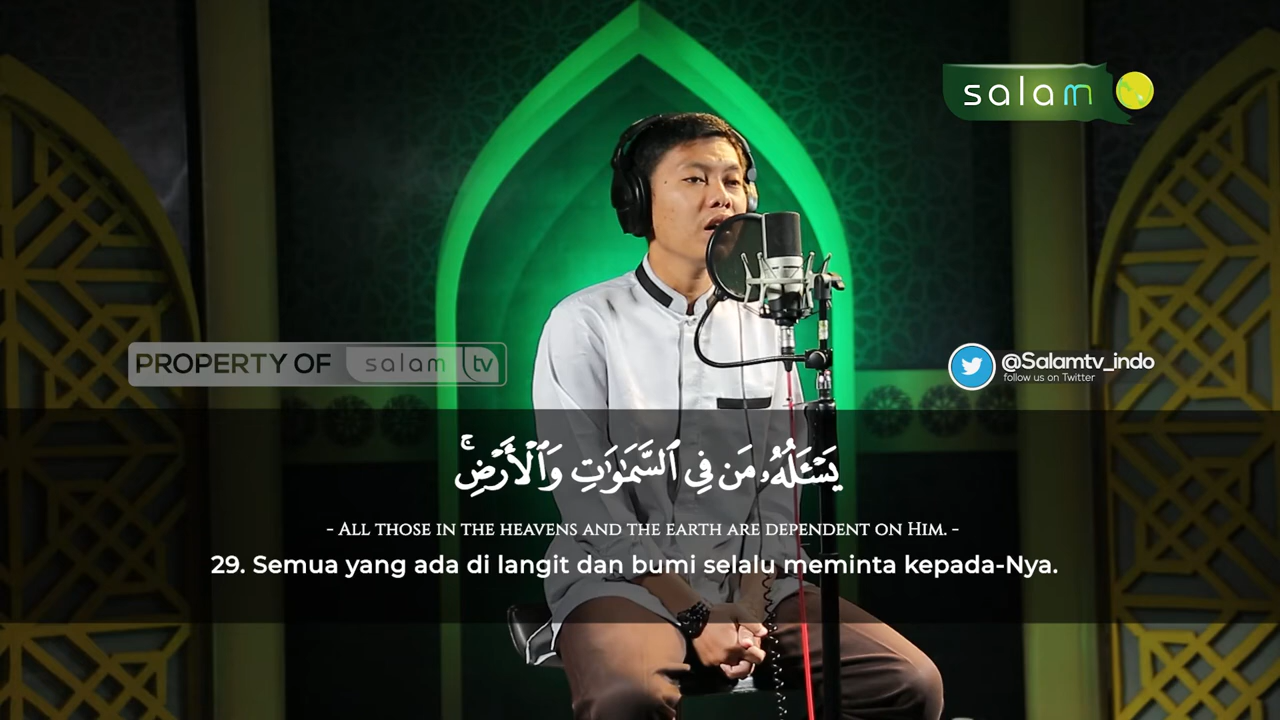 salam
PROPERTY OF salam tv
@Salamtv_indo
follow us on Twitter
يَسْـَٔلُهُۥ مَن فِي ٱلسَّمَٰوَٰتِ وَٱلْأَرْضِۚ
- All those in the heavens and the earth are dependent on Him. -
29. Semua yang ada di langit dan bumi selalu meminta kepada-Nya.